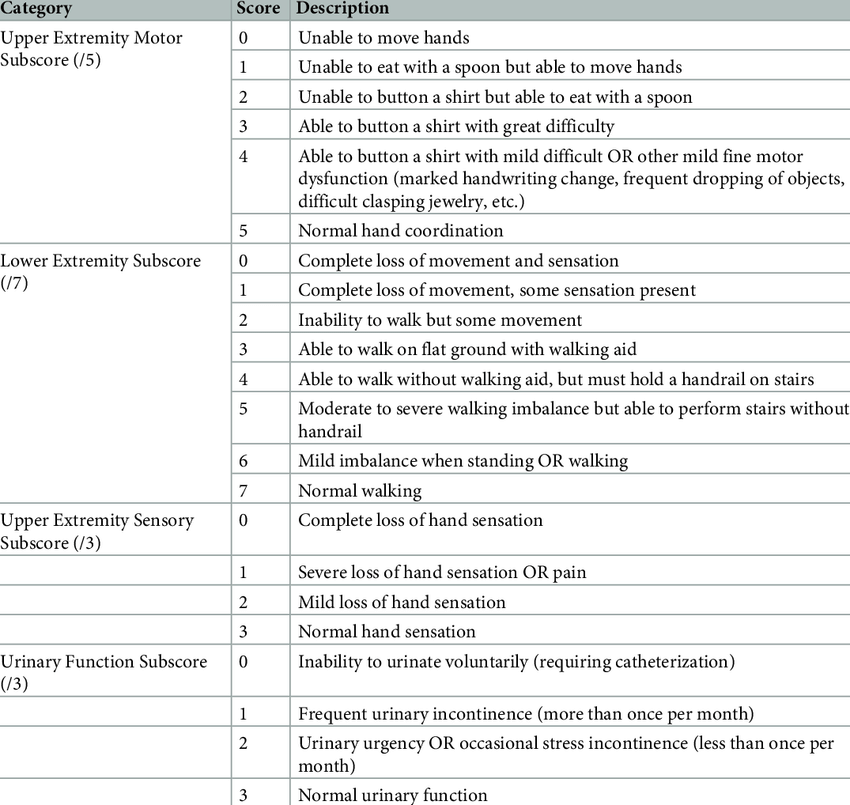 Category Score Description
Upper Extremity Motor
Subscore (/5)
0 Unable to move hands
1 Unable to eat with a spoon but able to move hands
2 Unable to button a shirt but able to eat with a spoon
3 Able to button a shirt with great difficulty
4 Able to button a shirt with mild difficult OR other mild fine motor
dysfunction (marked handwriting change, frequent dropping of objects,
difficult clasping jewelry, etc.)
5 Normal hand coordination
Lower Extremity Subscore
(/7)
0 Complete loss of movement and sensation
1 Complete loss of movement, some sensation present
2 Inability to walk but some movement
3 Able to walk on flat ground with walking aid
4 Able to walk without walking aid, but must hold a handrail on stairs
5 Moderate to severe walking imbalance but able to perform stairs without
handrail
6 Mild imbalance when standing OR walking
7 Normal walking
Upper Extremity Sensory
Subscore (/3)
0 Complete loss of hand sensation
1 Severe loss of hand sensation OR pain
2 Mild loss of hand sensation
3 Normal hand sensation
Urinary Function Subscore
(/3)
0 Inability to urinate voluntarily (requiring catheterization)
1 Frequent urinary incontinence (more than once per month)
2 Urinary urgency OR occasional stress incontinence (less than once per
month)
3 Normal urinary function